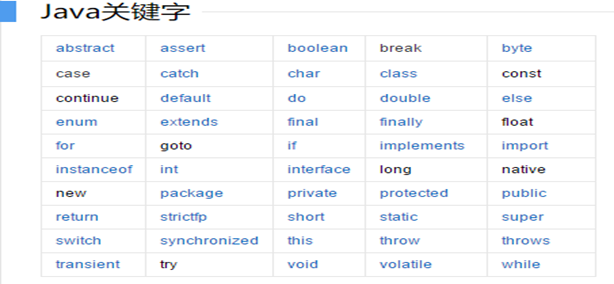 Java关键字
abstract assert boolean break byte
case catch char class const
continue default do double else
enum extends final finally float
for goto if implements import
instanceof int interface long native
new package private protected public
return strictfp short static super
switch synchronized this throw throws
transient try void volatile while